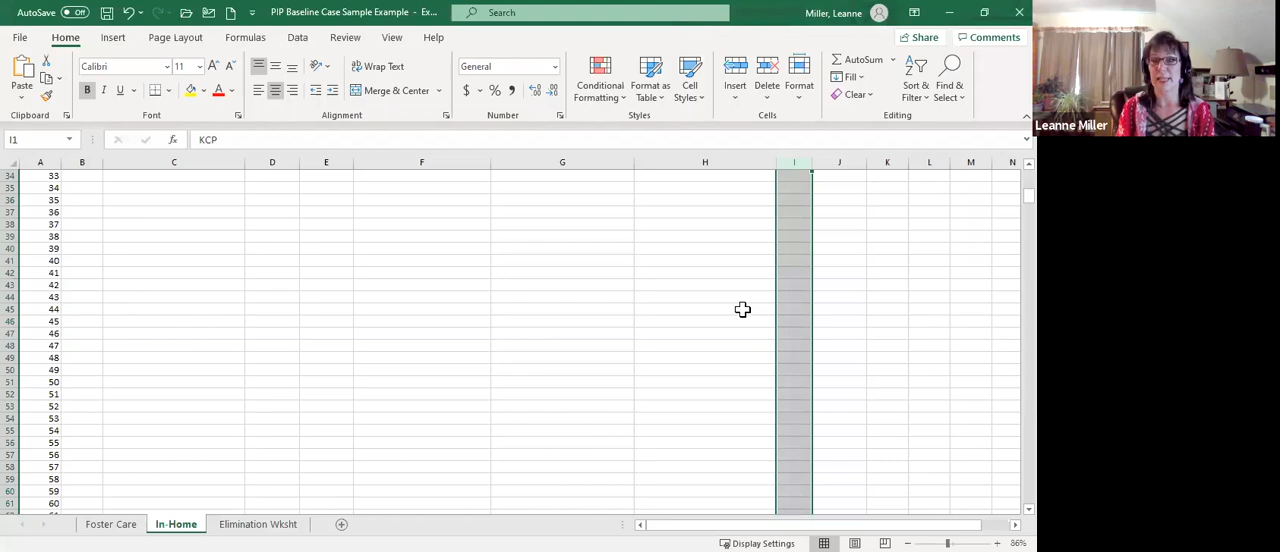 AutoSave Off PIP Baseline Case Sample Example - Ex... Search Miller, Leanne
File Home Insert Page Layout Formulas Data Review View Help Share Comments
Calibri 11 A A Wrap Text General AutoSum
Paste B I U A Merge & Center $ % , Conditional Formatting Format as Table Cell Styles Insert Delete Format Fill Clear Sort & Filter Find & Select
Clipboard Font Alignment Number Styles Cells Editing
Leanne Miller
I1 fx KCP
A B C D E F G H I J K L M N
34 33
35 34
36 35
37 36
38 37
39 38
40 39
41 40
42 41
43 42
44 43
45 44
46 45
47 46
48 47
49 48
50 49
51 50
52 51
53 52
54 53
55 54
56 55
57 56
58 57
59 58
60 59
61 60
Foster Care In-Home Elimination Wksht
Display Settings 86%